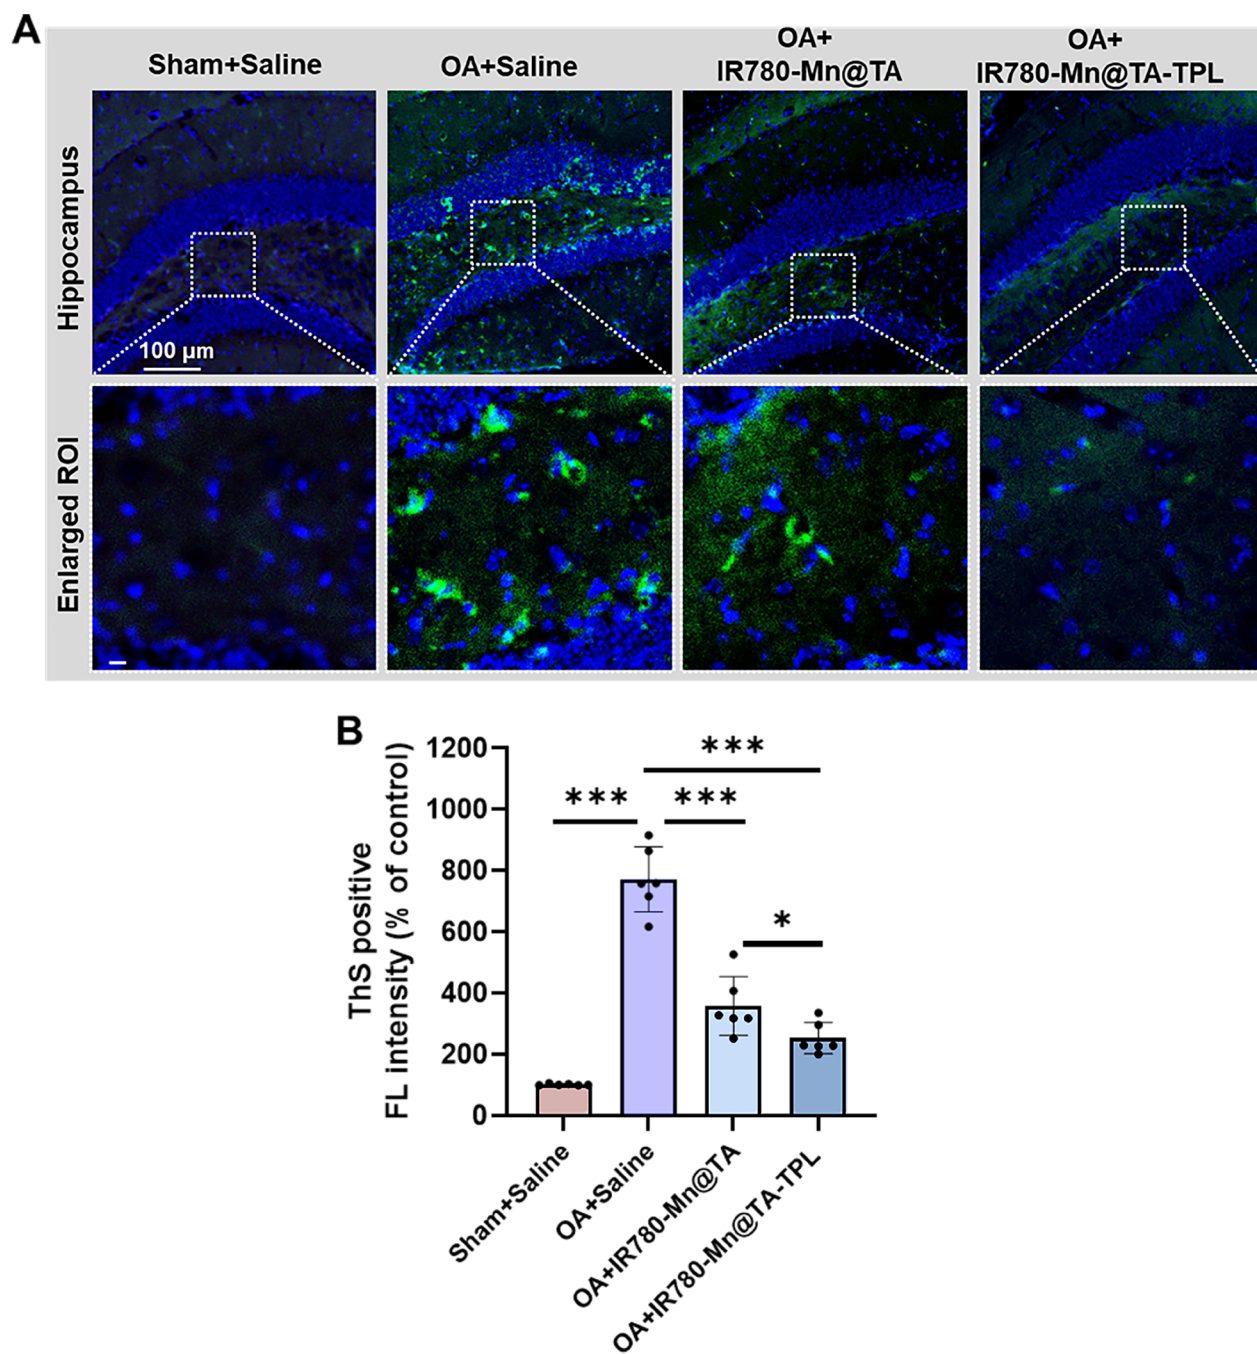 A
Sham+Saline
OA+Saline
OA+
IR780-Mn@TA
OA+
IR780-Mn@TA-TPL
Hippocampus
100 µm
Enlarged ROI
B
ThS positive
FL intensity (% of control)
1200
1000
800
600
400
200
0
***
***
***
*
Sham+Saline
OA+Saline
OA+IR780-Mn@TA
OA+IR780-Mn@TA-TPL